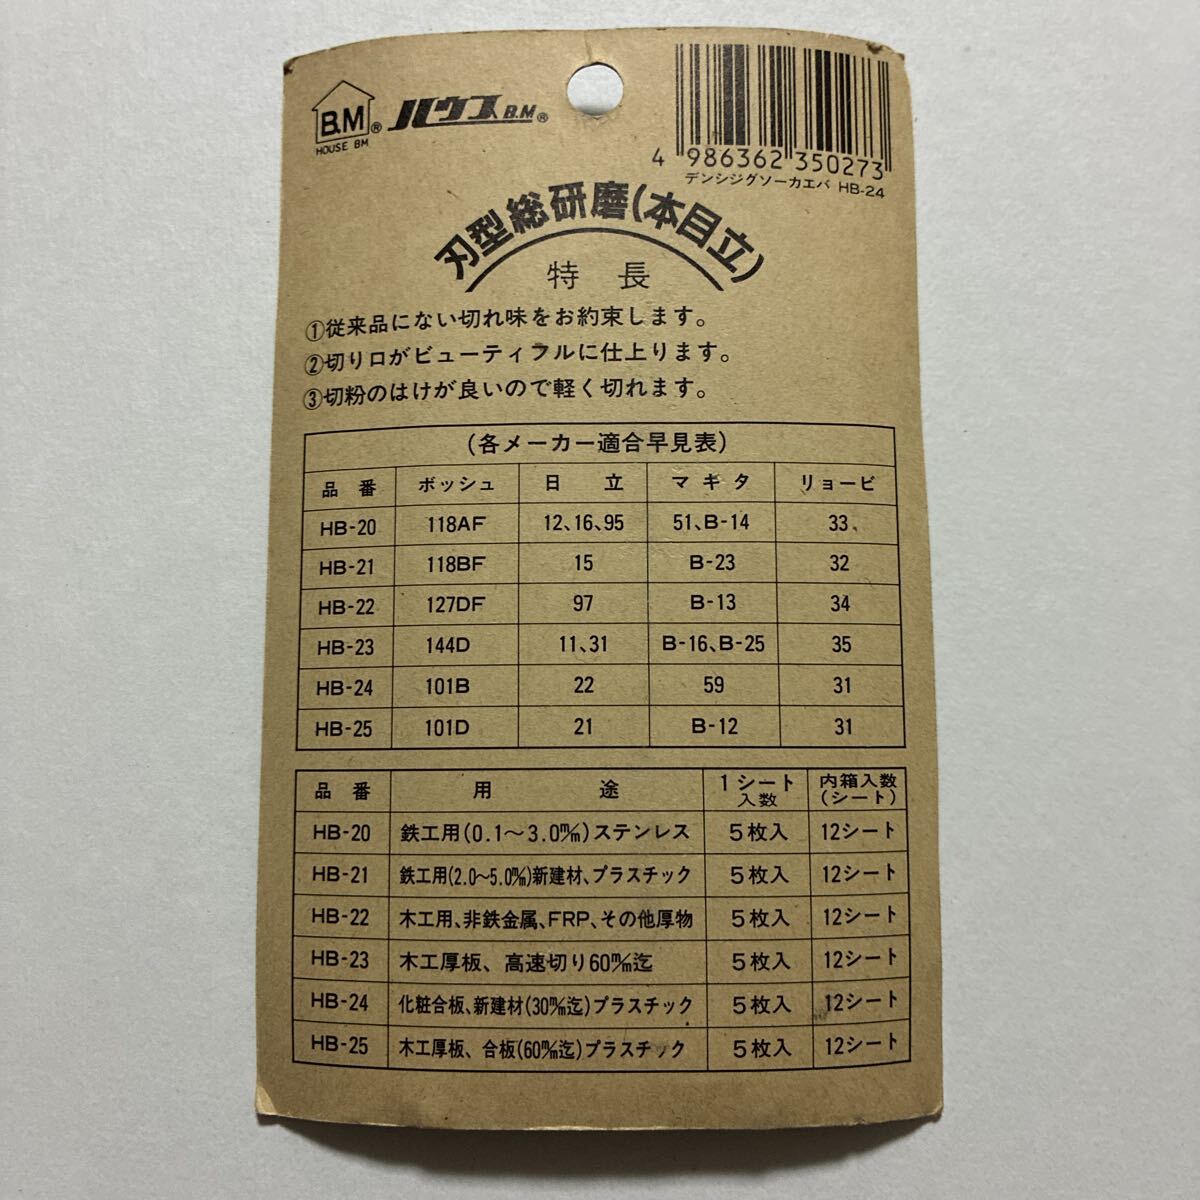 B.M®
HOUSE BM
ハウスB.M®
4 986362 350273
デンシジグソーカエバ HB-24
刃型総研磨(本目立)
特長
①従来品にない切れ味をお約束します。
②切り口がビューティフルに仕上ります。
③切粉のはけが良いので軽く切れます。
(各メーカー適合早見表)
品番 ボッシュ 日立 マキタ リョービ
HB-20 118AF 12、16、95 51、B-14 33
HB-21 118BF 15 B-23 32
HB-22 127DF 97 B-13 34
HB-23 144D 11、31 B-16、B-25 35
HB-24 101B 22 59 31
HB-25 101D 21 B-12 31
品番 用途 1シート入数 内箱入数(シート)
HB-20 鉄工用(0.1～3.0m/m)ステンレス 5枚入 12シート
HB-21 鉄工用(2.0～5.0m/m)新建材、プラスチック 5枚入 12シート
HB-22 木工用、非鉄金属、FRP、その他厚物 5枚入 12シート
HB-23 木工厚板、高速切り60m/m迄 5枚入 12シート
HB-24 化粧合板、新建材(30m/m迄)プラスチック 5枚入 12シート
HB-25 木工厚板、合板(60m/m迄)プラスチック 5枚入 12シート